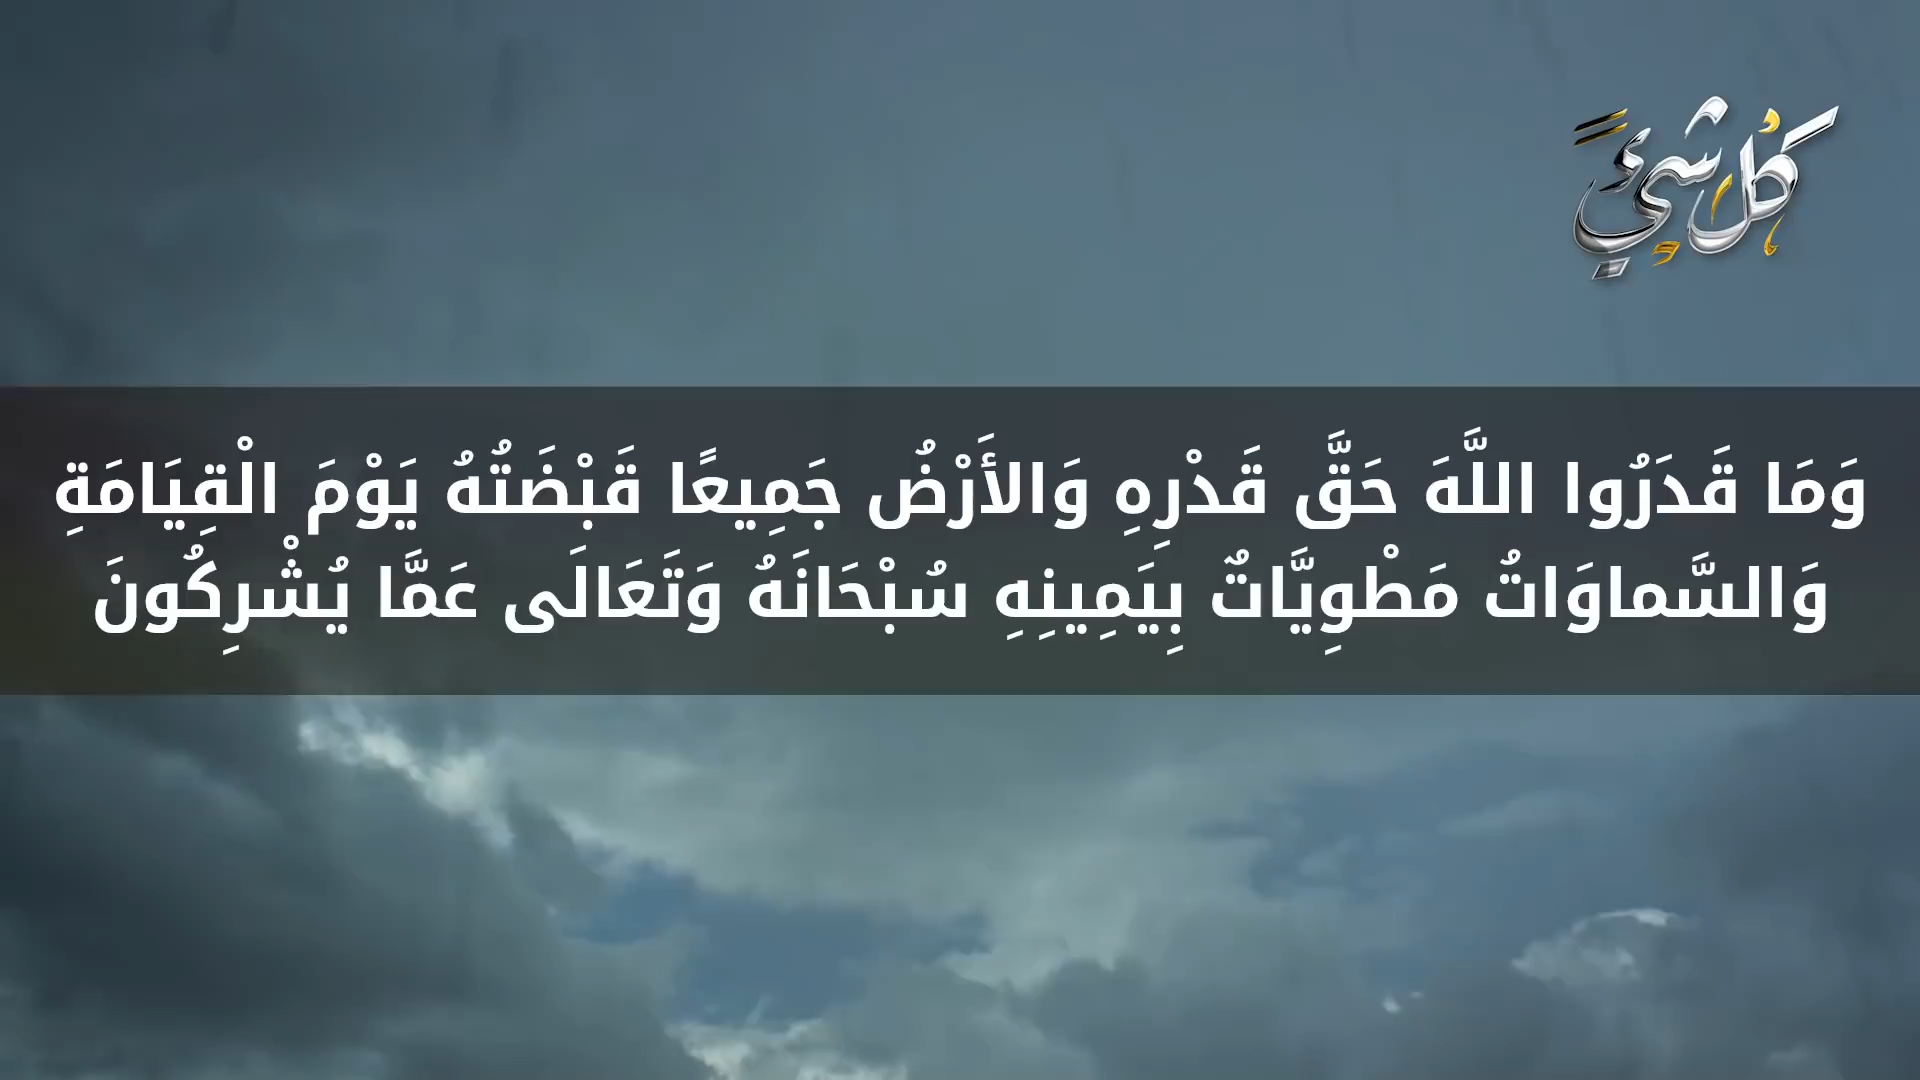 كل شيء
وَمَا قَدَرُوا اللَّهَ حَقَّ قَدْرِهِ وَالأَرْضُ جَمِيعًا قَبْضَتُهُ يَوْمَ الْقِيَامَةِ
وَالسَّماوَاتُ مَطْوِيَّاتٌ بِيَمِينِهِ سُبْحَانَهُ وَتَعَالَى عَمَّا يُشْرِكُونَ